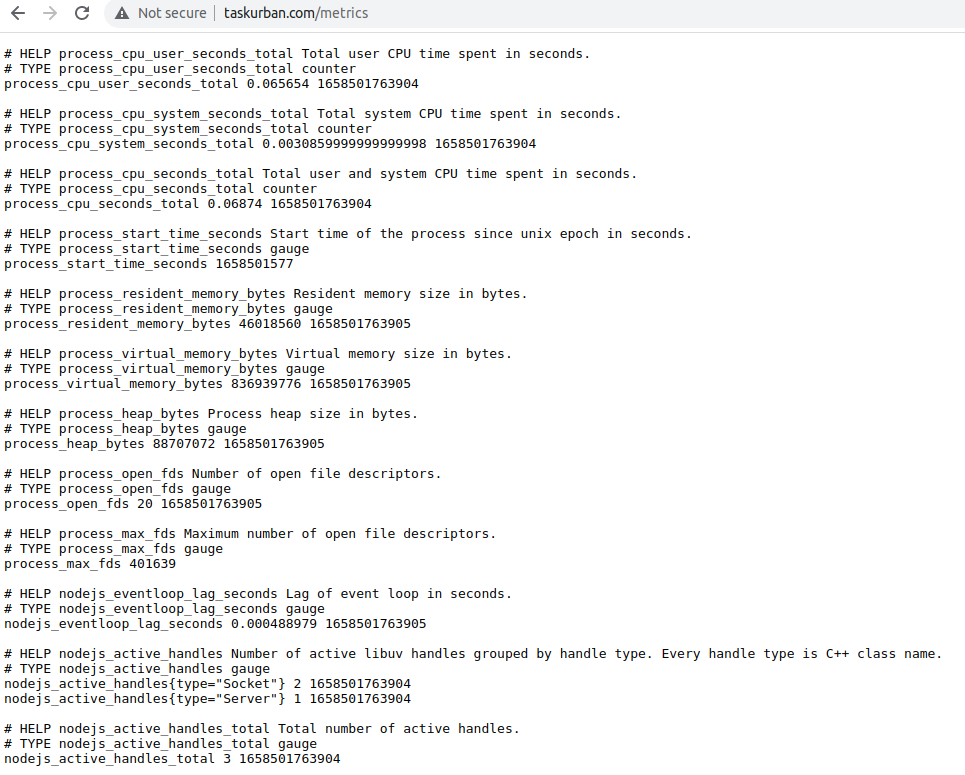 Not secure | taskurban.com/metrics
# HELP process_cpu_user_seconds_total Total user CPU time spent in seconds.
# TYPE process_cpu_user_seconds_total counter
process_cpu_user_seconds_total 0.065654 1658501763904
# HELP process_cpu_system_seconds_total Total system CPU time spent in seconds.
# TYPE process_cpu_system_seconds_total counter
process_cpu_system_seconds_total 0.0030859999999999998 1658501763904
# HELP process_cpu_seconds_total Total user and system CPU time spent in seconds.
# TYPE process_cpu_seconds_total counter
process_cpu_seconds_total 0.06874 1658501763904
# HELP process_start_time_seconds Start time of the process since unix epoch in seconds.
# TYPE process_start_time_seconds gauge
process_start_time_seconds 1658501577
# HELP process_resident_memory_bytes Resident memory size in bytes.
# TYPE process_resident_memory_bytes gauge
process_resident_memory_bytes 46018560 1658501763905
# HELP process_virtual_memory_bytes Virtual memory size in bytes.
# TYPE process_virtual_memory_bytes gauge
process_virtual_memory_bytes 836939776 1658501763905
# HELP process_heap_bytes Process heap size in bytes.
# TYPE process_heap_bytes gauge
process_heap_bytes 88707072 1658501763905
# HELP process_open_fds Number of open file descriptors.
# TYPE process_open_fds gauge
process_open_fds 20 1658501763905
# HELP process_max_fds Maximum number of open file descriptors.
# TYPE process_max_fds gauge
process_max_fds 401639
# HELP nodejs_eventloop_lag_seconds Lag of event loop in seconds.
# TYPE nodejs_eventloop_lag_seconds gauge
nodejs_eventloop_lag_seconds 0.000488979 1658501763905
# HELP nodejs_active_handles Number of active libuv handles grouped by handle type. Every handle type is C++ class name.
# TYPE nodejs_active_handles gauge
nodejs_active_handles{type="Socket"} 2 1658501763904
nodejs_active_handles{type="Server"} 1 1658501763904
# HELP nodejs_active_handles_total Total number of active handles.
# TYPE nodejs_active_handles_total gauge
nodejs_active_handles_total 3 1658501763904